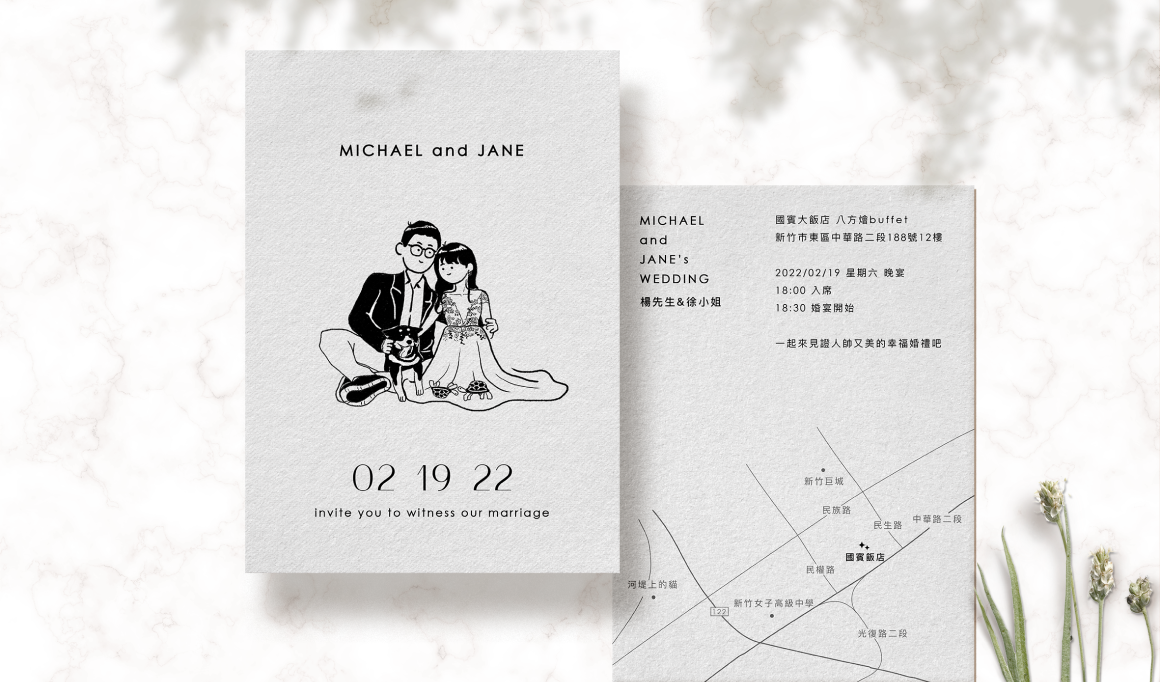 MICHAEL and JANE
02 19 22
invite you to witness our marriage
MICHAEL
and
JANE's
WEDDING
楊先生&徐小姐
國賓大飯店 八方燴buffet
新竹市東區中華路二段188號12樓
2022/02/19 星期六 晚宴
18:00 入席
18:30 婚宴開始
一起來見證人帥又美的幸福婚禮吧
新竹巨城
民族路
民生路
中華路二段
國賓飯店
民權路
河堤上的貓
新竹女子高級中學
122
光復路二段